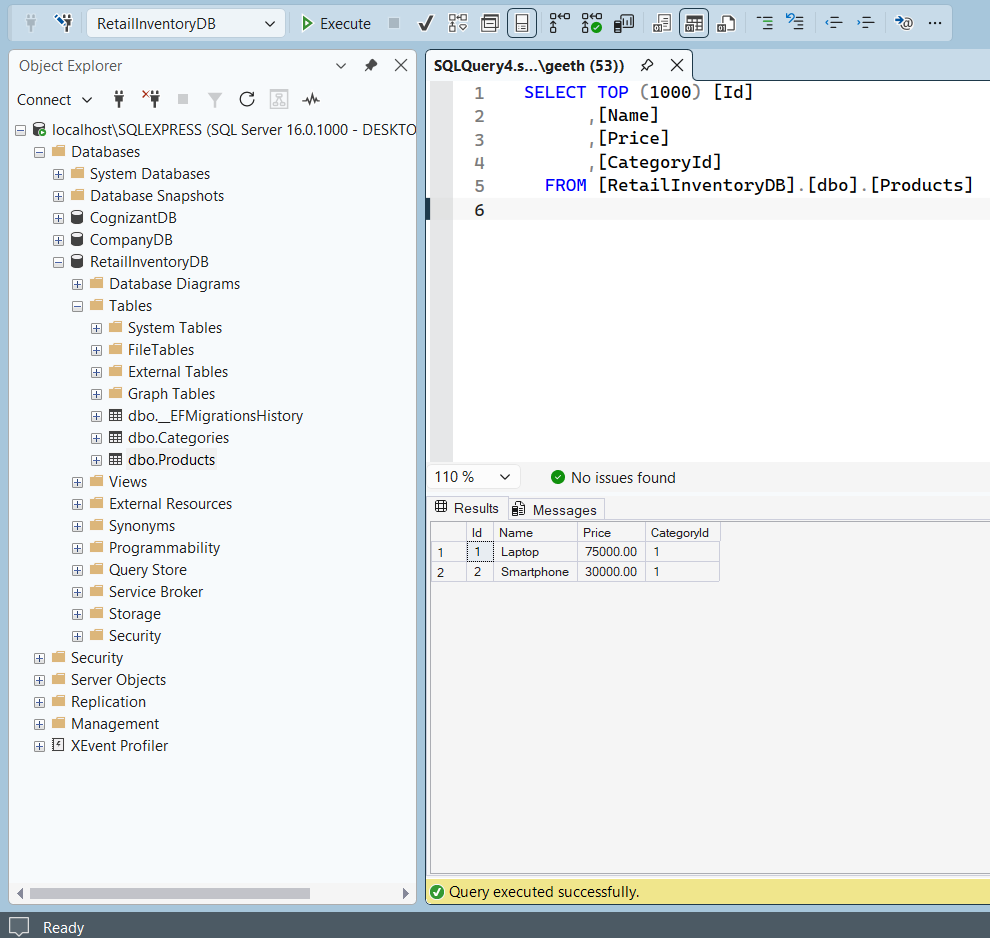 RetailInventoryDB
Execute
Object Explorer
Connect
localhost\SQLEXPRESS (SQL Server 16.0.1000 - DESKTO
Databases
System Databases
Database Snapshots
CognizantDB
CompanyDB
RetailInventoryDB
Database Diagrams
Tables
System Tables
FileTables
External Tables
Graph Tables
dbo.__EFMigrationsHistory
dbo.Categories
dbo.Products
Views
External Resources
Synonyms
Programmability
Query Store
Service Broker
Storage
Security
Security
Server Objects
Replication
Management
XEvent Profiler
SQLQuery4.s...\geeth (53))
1 SELECT TOP (1000) [Id]
2 ,[Name]
3 ,[Price]
4 ,[CategoryId]
5 FROM [RetailInventoryDB].[dbo].[Products]
6
110 % No issues found
Results Messages
Id Name Price CategoryId
1 1 Laptop 75000.00 1
2 2 Smartphone 30000.00 1
Query executed successfully.
Ready